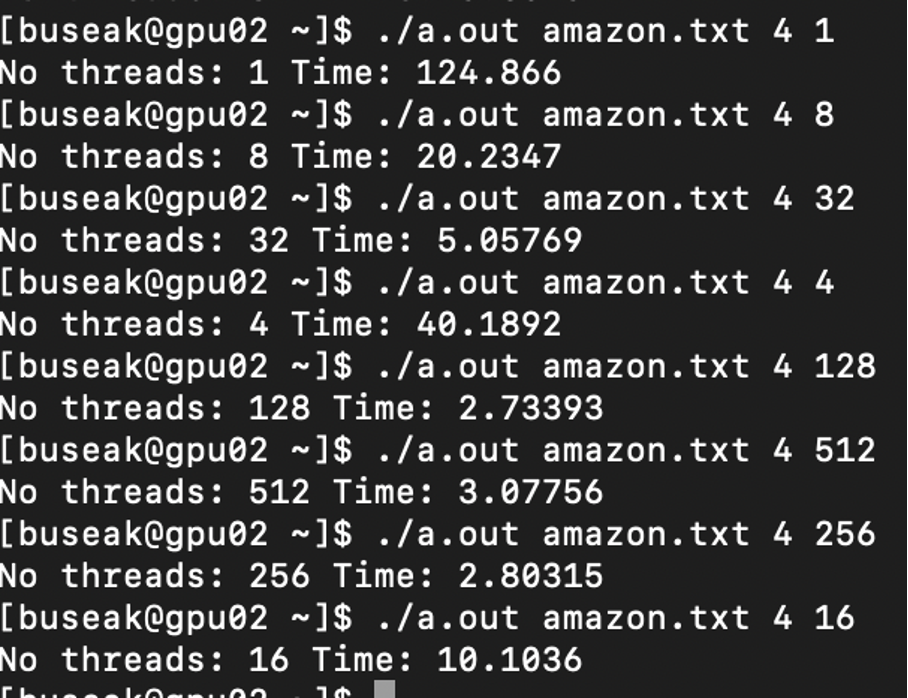 [buseak@gpu02 ~]$ ./a.out amazon.txt 4 1
No threads: 1 Time: 124.866
[buseak@gpu02 ~]$ ./a.out amazon.txt 4 8
No threads: 8 Time: 20.2347
[buseak@gpu02 ~]$ ./a.out amazon.txt 4 32
No threads: 32 Time: 5.05769
[buseak@gpu02 ~]$ ./a.out amazon.txt 4 4
No threads: 4 Time: 40.1892
[buseak@gpu02 ~]$ ./a.out amazon.txt 4 128
No threads: 128 Time: 2.73393
[buseak@gpu02 ~]$ ./a.out amazon.txt 4 512
No threads: 512 Time: 3.07756
[buseak@gpu02 ~]$ ./a.out amazon.txt 4 256
No threads: 256 Time: 2.80315
[buseak@gpu02 ~]$ ./a.out amazon.txt 4 16
No threads: 16 Time: 10.1036
[buseak@gpu02 ~]$